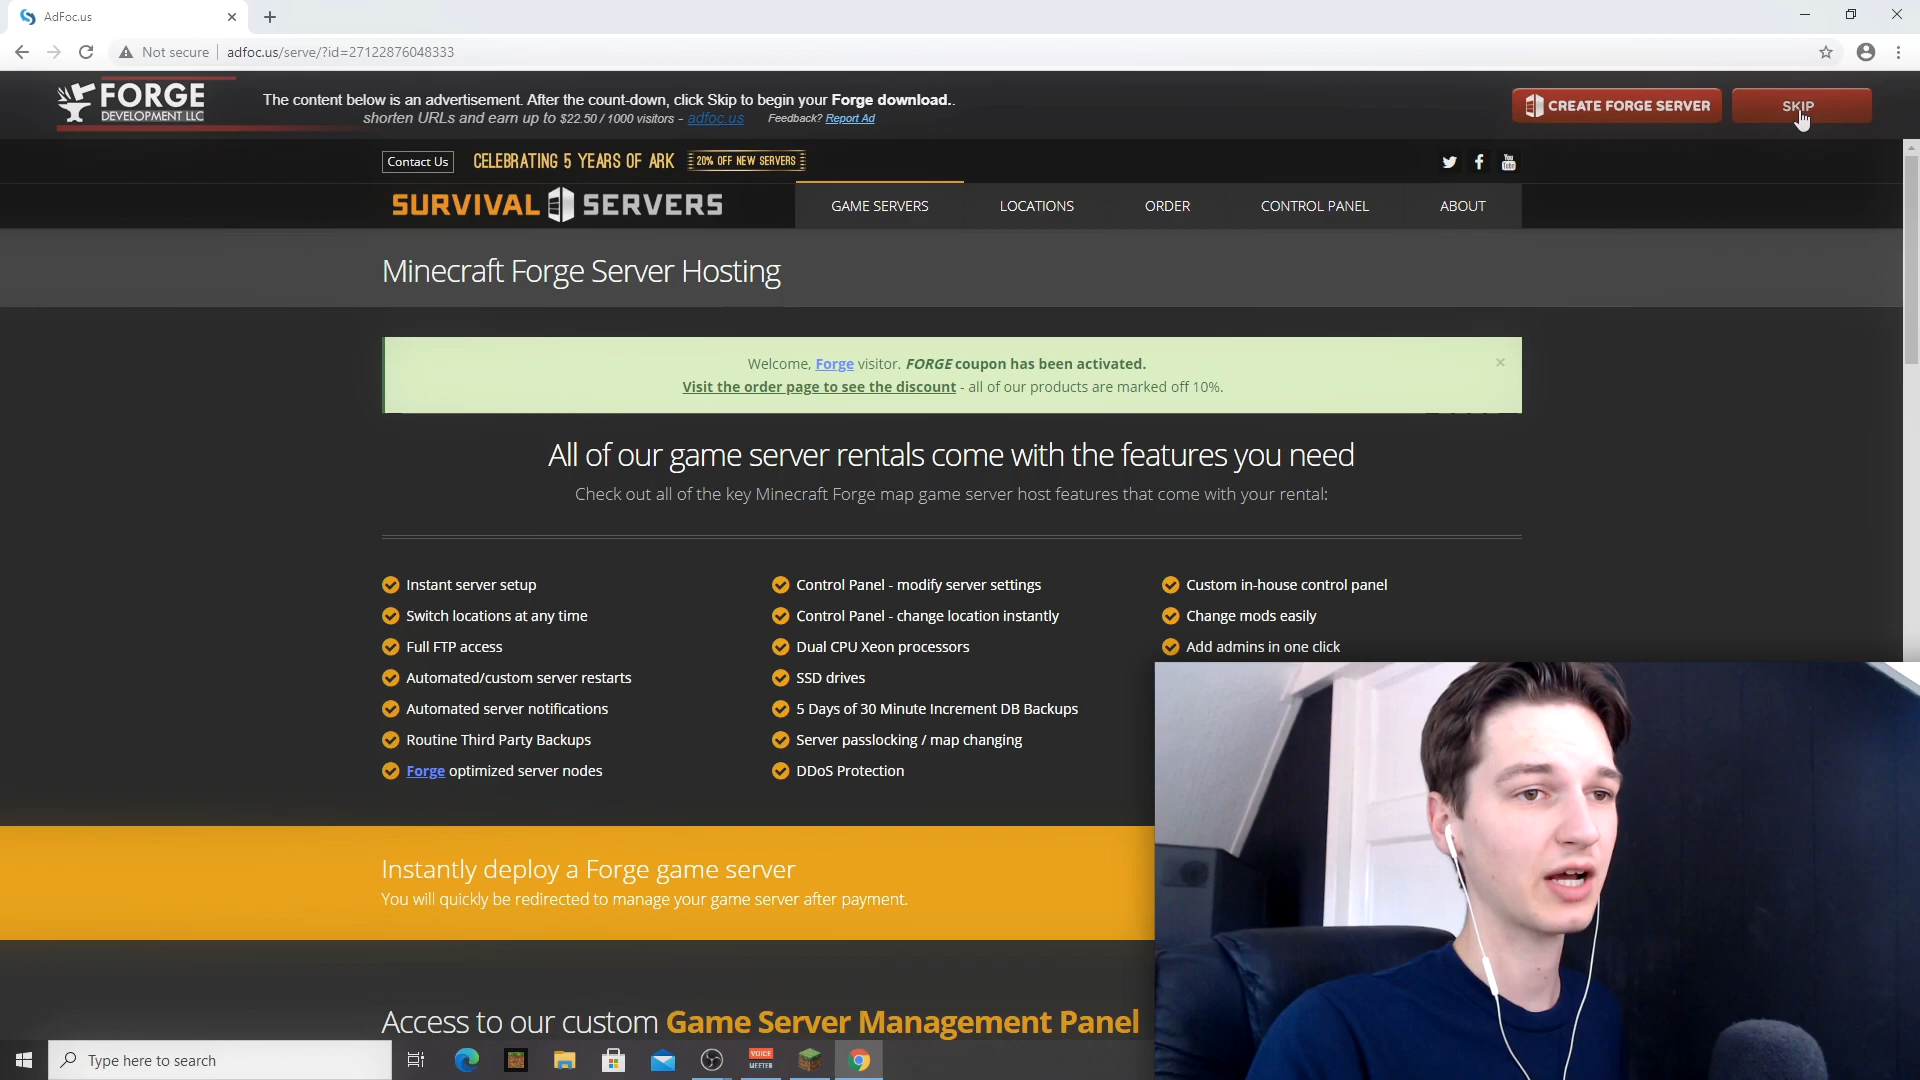 AdFoc.us
Not secure
adfoc.us/serve/?id=27122876048333
FORGE
DEVELOPMENT LLC
The content below is an advertisement. After the count-down, click Skip to begin your Forge download..
shorten URLs and earn up to $22.50 / 1000 visitors - adfoc.us Feedback? Report Ad
CREATE FORGE SERVER
SKIP
Contact Us
CELEBRATING 5 YEARS OF ARK
20% OFF NEW SERVERS
You Tube
SURVIVAL SERVERS
GAME SERVERS
LOCATIONS
ORDER
CONTROL PANEL
ABOUT
Minecraft Forge Server Hosting
Welcome, Forge visitor. FORGE coupon has been activated.
Visit the order page to see the discount - all of our products are marked off 10%.
All of our game server rentals come with the features you need
Check out all of the key Minecraft Forge map game server host features that come with your rental:
Instant server setup
Switch locations at any time
Full FTP access
Automated/custom server restarts
Automated server notifications
Routine Third Party Backups
Forge optimized server nodes
Control Panel - modify server settings
Control Panel - change location instantly
Dual CPU Xeon processors
SSD drives
5 Days of 30 Minute Increment DB Backups
Server passlocking / map changing
DDoS Protection
Custom in-house control panel
Change mods easily
Add admins in one click
Instantly deploy a Forge game server
You will quickly be redirected to manage your game server after payment.
Access to our custom Game Server Management Panel
Type here to search
VOICE
MEETER